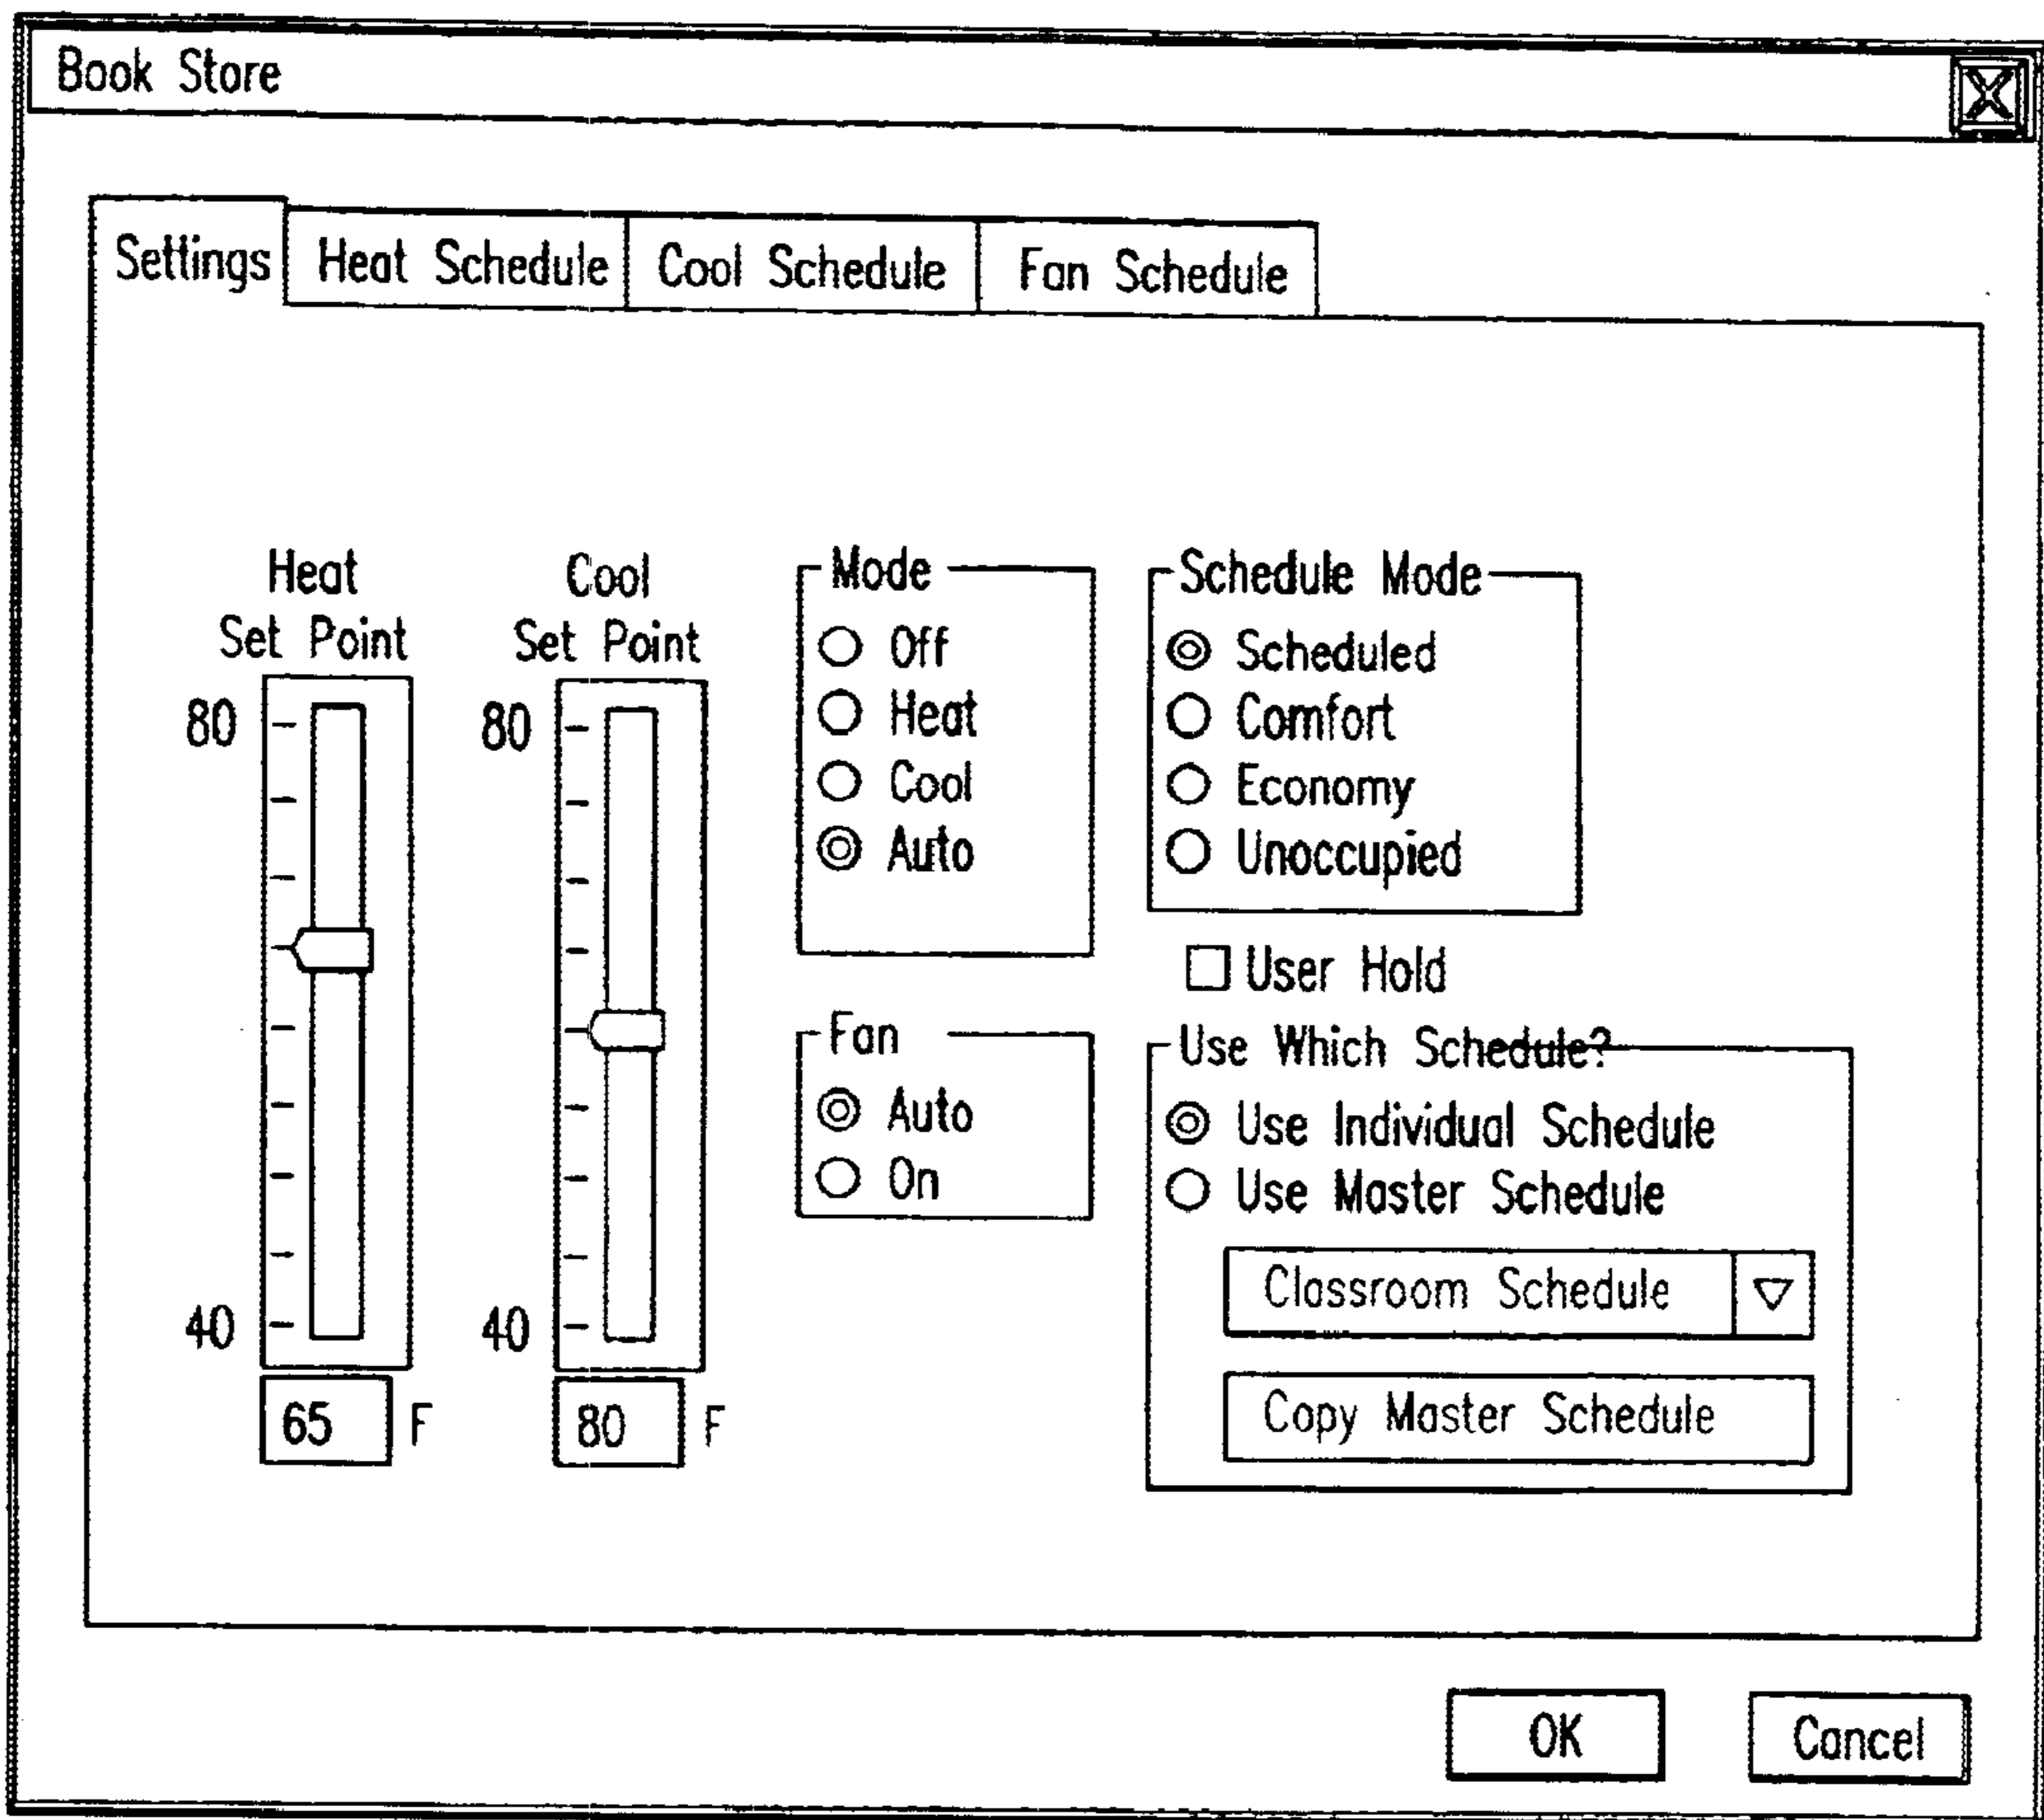 Book Store
X
Settings Heat Schedule Cool Schedule Fan Schedule
Heat
Set Point
80
40
65 F
Cool
Set Point
80
40
80 F
Mode
Off
Heat
Cool
Auto
Fan
Auto
On
Schedule Mode
Scheduled
Comfort
Economy
Unoccupied
User Hold
Use Which Schedule?
Use Individual Schedule
Use Master Schedule
Classroom Schedule
Copy Master Schedule
OK Cancel